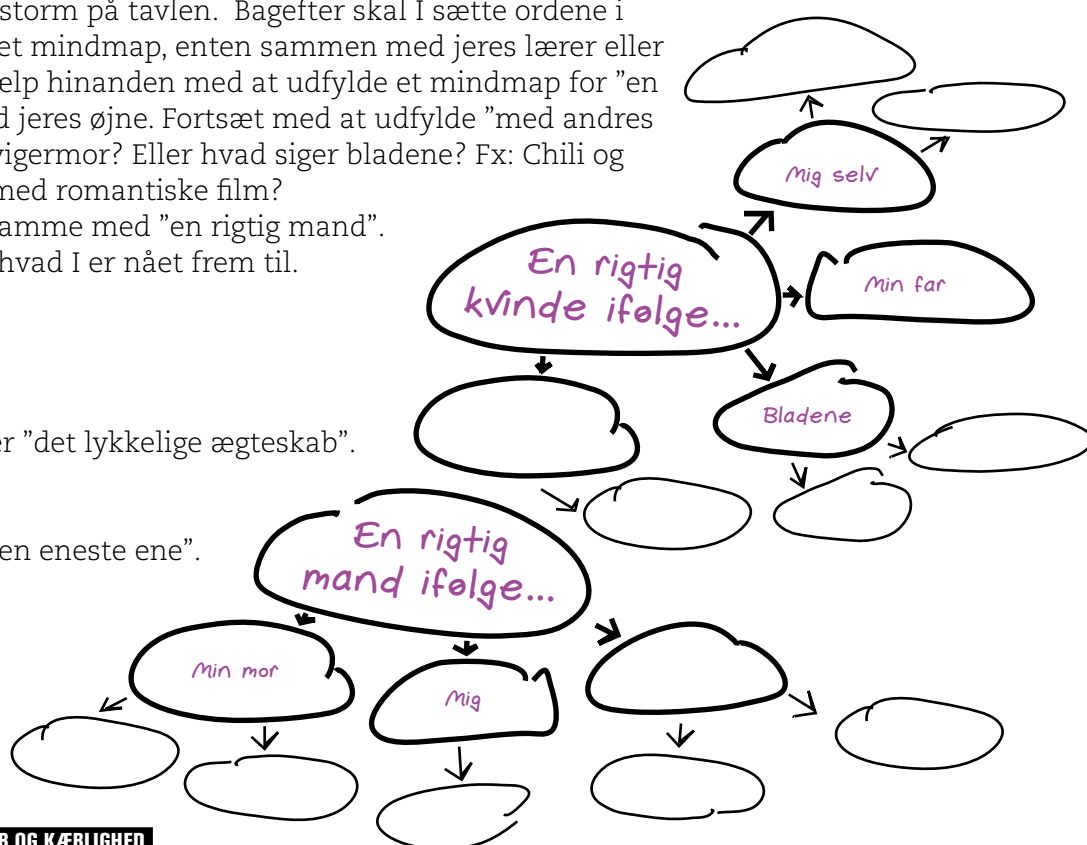 storm på tavlen.  Bagefter skal I sætte ordene i
et mindmap, enten sammen med jeres lærer eller
ælp hinanden med at udfylde et mindmap for ”en
d jeres øjne. Fortsæt med at udfylde ”med andres
vigermor? Eller hvad siger bladene? Fx: Chili og
med romantiske film?
amme med ”en rigtig mand”.
hvad I er nået frem til.
Mig selv
En rigtig
kvinde ifølge...
Min far
Bladene
er ”det lykkelige ægteskab”.
en eneste ene”.
En rigtig
mand ifølge...
Min mor
Mig
R OG KÆRLIGHED